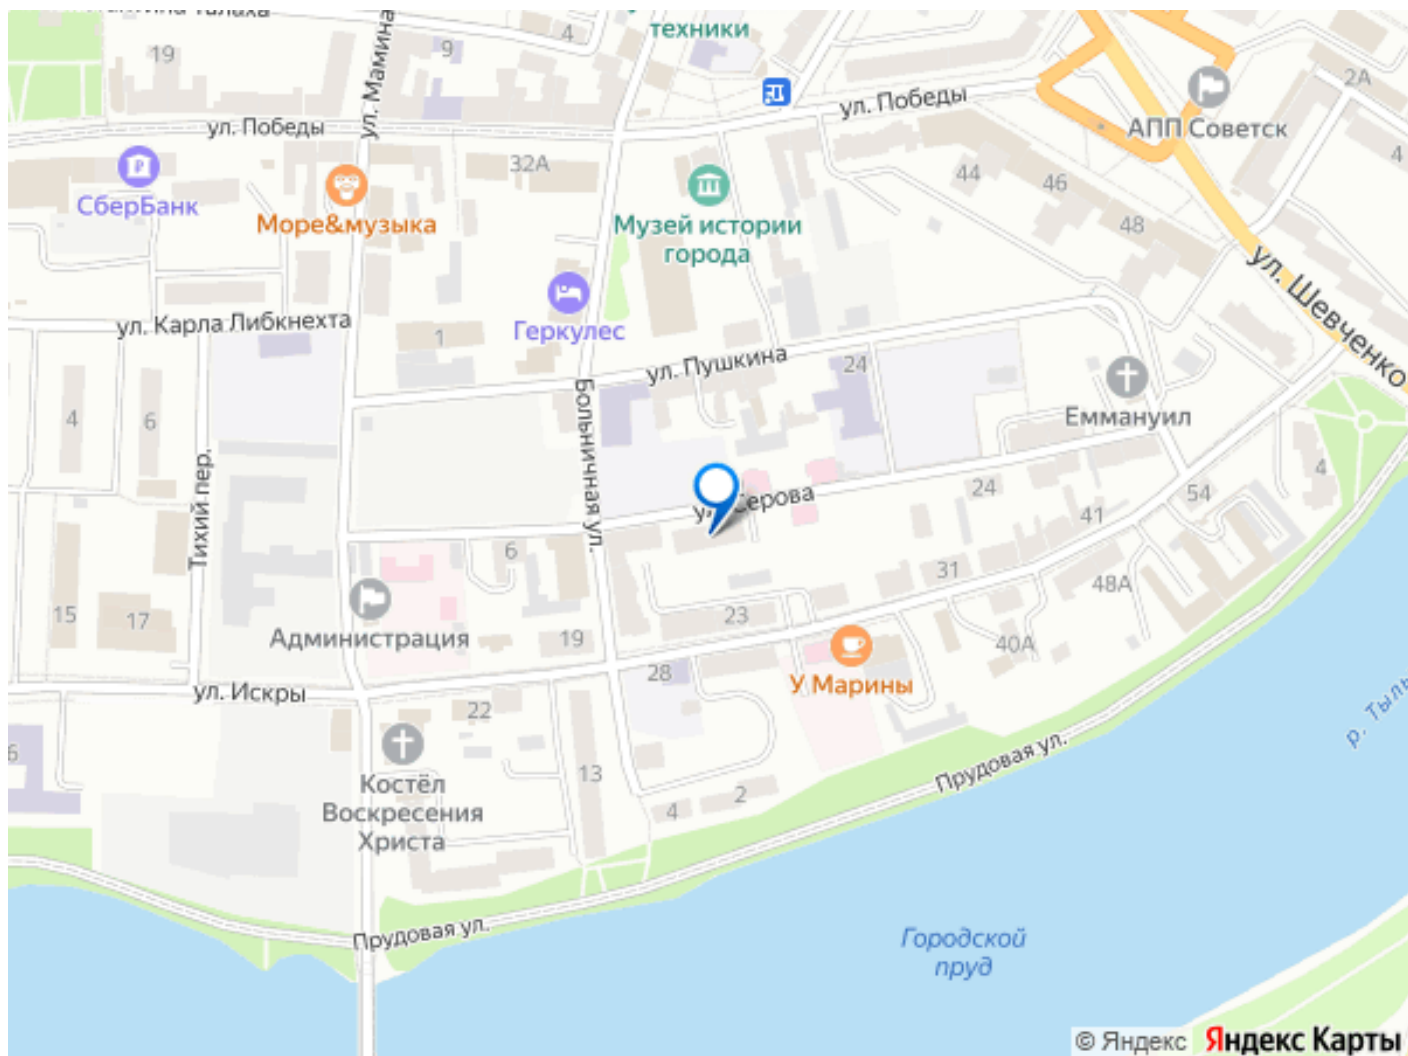 техники
4
19
9
ул. Мамина
2А
ул. Победы
АПП Советск
ул. Победы
4
32А
44
46
48
СберБанк
Море&музыка
Музей истории
города
ул. Шевченко
Геркулес
ул. Карла Либкнехта
1
ул. Пушкина
24
Еммануил
4
6
Больничная ул.
Тихий пер.
4
54
24
41
Серова
6
31
48А
15
17
Администрация
19
23
40А
28
У Марины
ул. Искры
22
р. Тыль
6
Костёл
Воскресения
Христа
13
4
2
Прудовая ул.
Прудовая ул.
Городской
пруд
© Яндекс Яндекс Карты